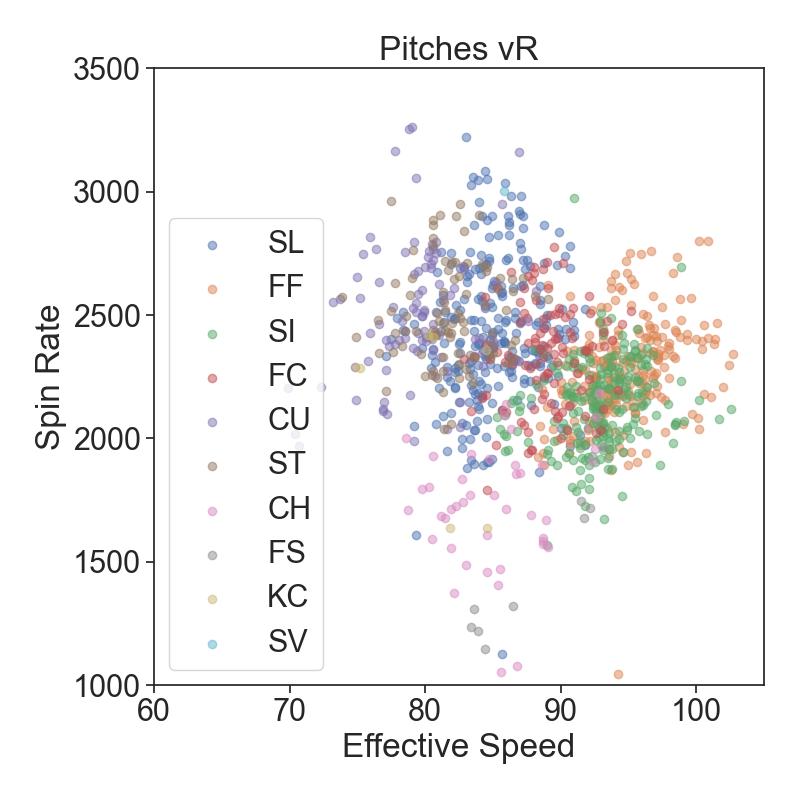 Pitches vR
3500
3000
2500
2000
1500
1000
Spin Rate
SL
FF
SI
FC
CU
ST
CH
FS
KC
SV
60 70 80 90 100
Effective Speed